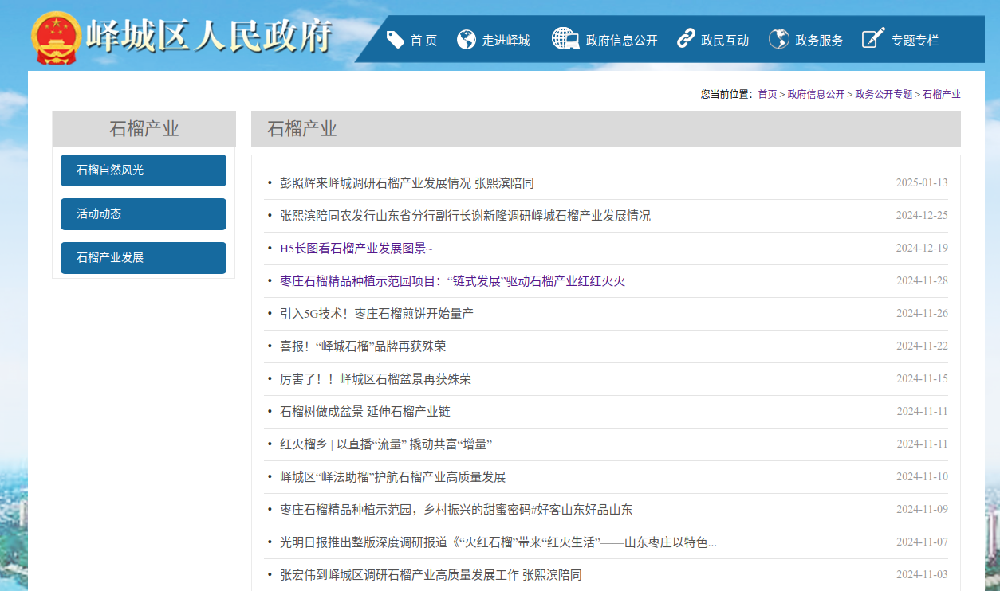 峄城区人民政府
首 页 走进峄城 政府信息公开 政民互动 政务服务 专题专栏
您当前位置：首页 > 政府信息公开 > 政务公开专题 > 石榴产业
石榴产业
石榴自然风光
活动动态
石榴产业发展
石榴产业
• 彭照辉来峄城调研石榴产业发展情况 张熙滨陪同 2025-01-13
• 张熙滨陪同农发行山东省分行副行长谢新隆调研峄城石榴产业发展情况 2024-12-25
• H5长图看石榴产业发展图景~ 2024-12-19
• 枣庄石榴精品种植示范园项目：“链式发展”驱动石榴产业红红火火 2024-11-28
• 引入5G技术！枣庄石榴煎饼开始量产 2024-11-26
• 喜报！“峄城石榴”品牌再获殊荣 2024-11-22
• 厉害了！！峄城区石榴盆景再获殊荣 2024-11-15
• 石榴树做成盆景 延伸石榴产业链 2024-11-11
• 红火榴乡 | 以直播“流量” 撬动共富“增量” 2024-11-11
• 峄城区“峄法助榴”护航石榴产业高质量发展 2024-11-10
• 枣庄石榴精品种植示范园，乡村振兴的甜蜜密码#好客山东好品山东 2024-11-09
• 光明日报推出整版深度调研报道《“火红石榴”带来“红火生活”——山东枣庄以特色... 2024-11-07
• 张宏伟到峄城区调研石榴产业高质量发展工作 张熙滨陪同 2024-11-03